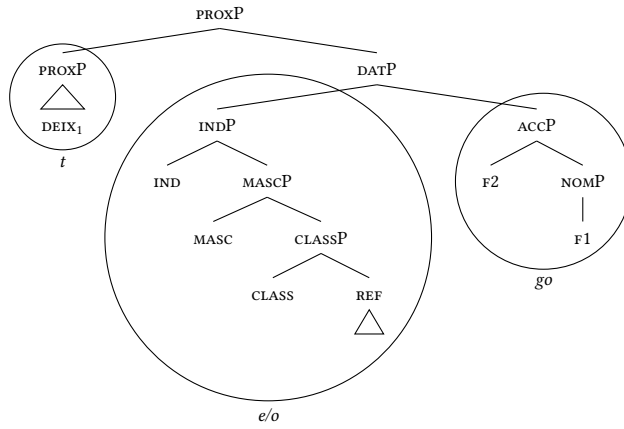 PROXP
PROXP DATP
DEIX₁ INDP ACCP
t
IND MASCP F2 NOMP
MASC CLASSP F1
CLASS REF go
e/o